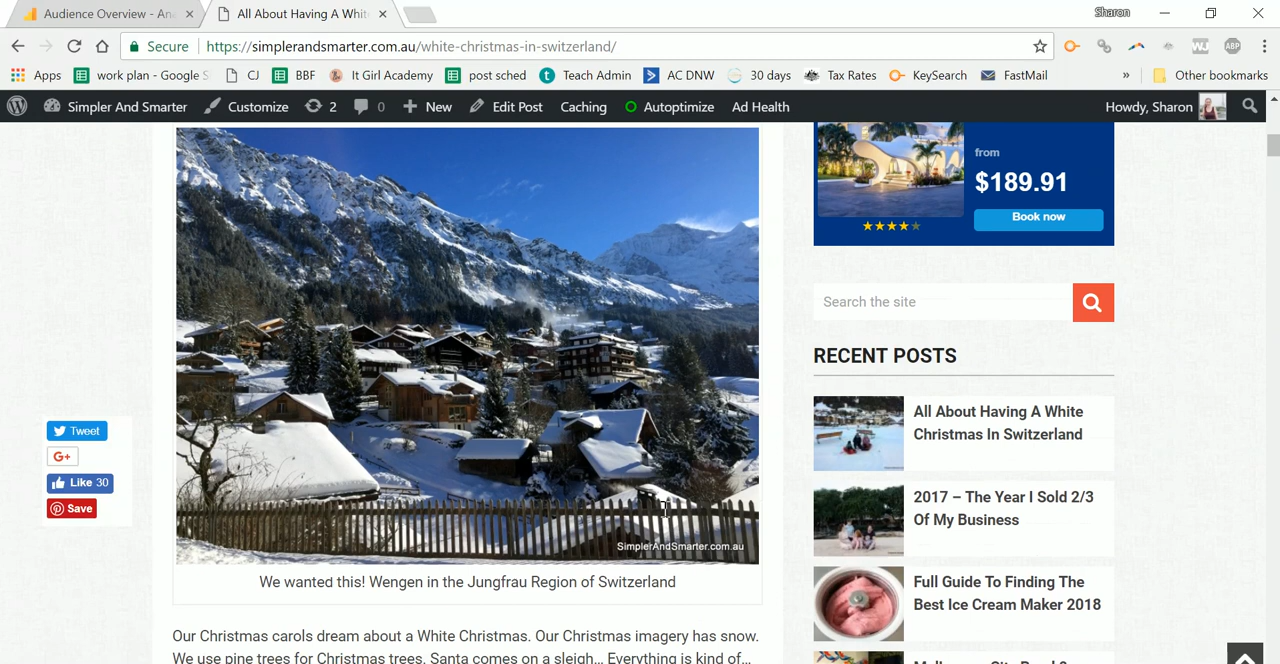 Audience Overview - An
All About Having A Whit
Sharon
Secure
https://simplerandsmarter.com.au/white-christmas-in-switzerland/
ABP
Apps
work plan - Google S
CJ
BBF
It Girl Academy
post sched
Teach Admin
AC DNW
30 days
Tax Rates
KeySearch
FastMail
»
Other bookmarks
Simpler And Smarter
Customize
2
0
New
Edit Post
Caching
Autoptimize
Ad Health
Howdy, Sharon
from
$189.91
Book now
Search the site
RECENT POSTS
All About Having A White
Christmas In Switzerland
2017 – The Year I Sold 2/3
Of My Business
Full Guide To Finding The
Best Ice Cream Maker 2018
Tweet
G+
Like 30
Save
SimplerAndSmarter.com.au
We wanted this! Wengen in the Jungfrau Region of Switzerland
Our Christmas carols dream about a White Christmas. Our Christmas imagery has snow.
We use pine trees for Christmas trees. Santa comes on a sleigh... Everything is kind of...